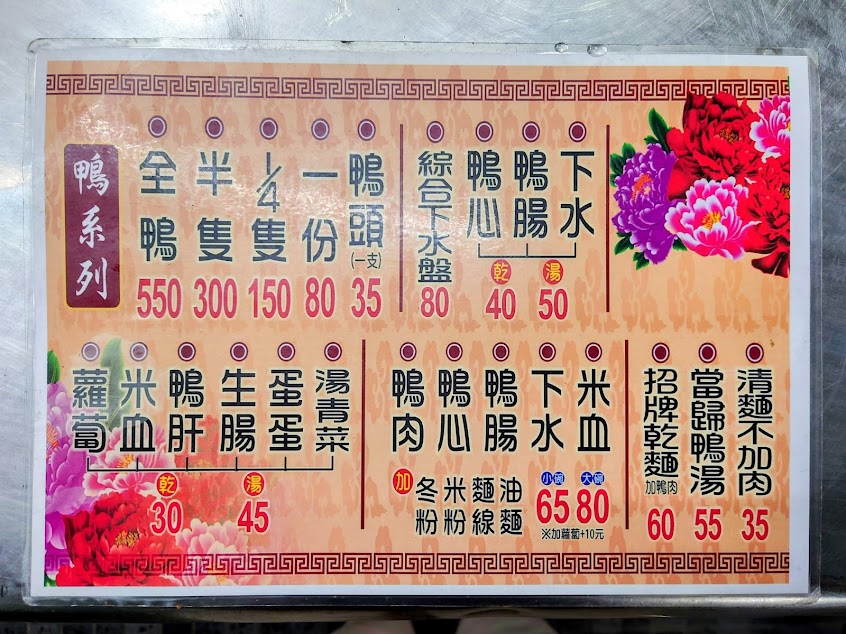 鴨系列
全鴨 550
半隻 300
1/4隻 150
一份 80
鴨頭(一支) 35
綜合下水盤 80
鴨心
鴨腸
下水
乾 40
湯 50
蘿蔔
米血
鴨肝
生腸
蛋蛋
湯青菜
乾 30
湯 45
鴨肉
鴨心
鴨腸
下水
米血
加
冬粉
米粉
麵線
油麵
小碗 65
大碗 80
※加蘿蔔+10元
招牌乾麵加鴨肉 60
當歸鴨湯 55
清麵不加肉 35